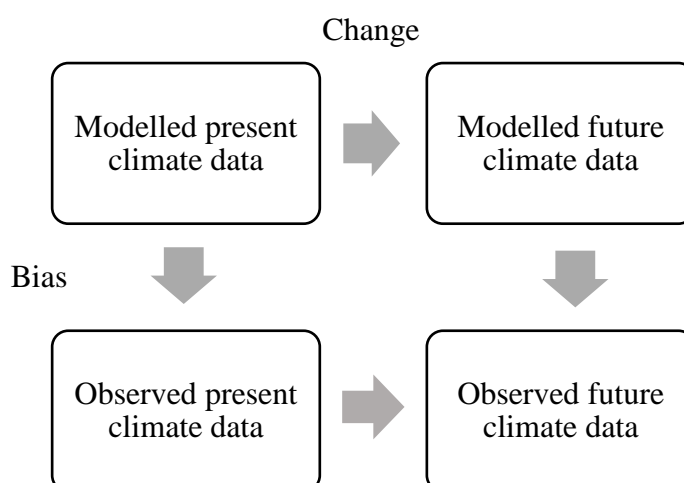 Change
Modelled present
climate data
Modelled future
climate data
Bias
Observed present
climate data
Observed future
climate data